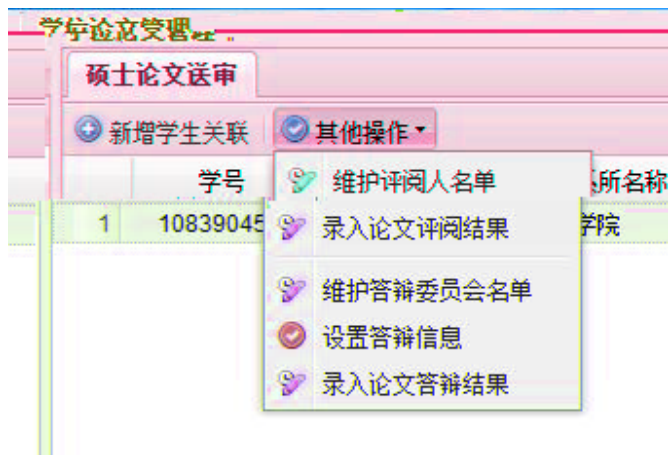 硕士论文送审
新增学生关联 其他操作
学号 所名称
1 10839045 学院
维护评阅人名单
录入论文评阅结果
维护答辩委员会名单
设置答辩信息
录入论文答辩结果